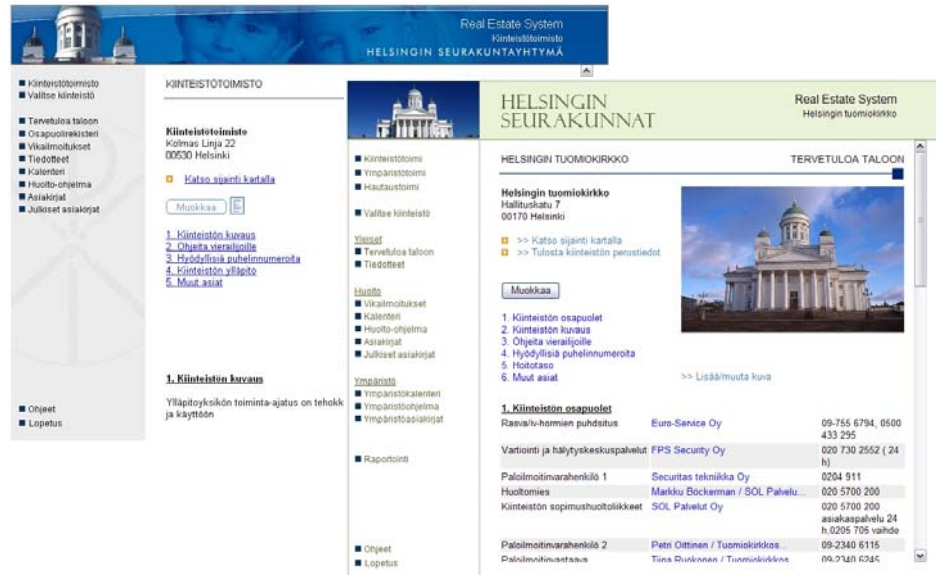 Real Estate System
Kiinteistötoimisto
HELSINGIN SEURAKUNTAYHTYMÄ
Kiinteistötoimisto
Valitse kiinteistö
Tervetuloa taloon
Osapuolirekisteri
Vikailmoitukset
Tiedotteet
Kalenteri
Huolto-ohjelma
Asiakirjat
Julkiset asiakirjat
Ohjeet
Lopetus
KIINTEISTÖTOIMISTO
Kiinteistötoimisto
Kolmas Linja 22
00530 Helsinki
Katso sijainti kartalla
Muokkaa
1. Kiinteistön kuvaus
2. Ohjeita vierailijoille
3. Hyödyllisiä puhelinnumeroita
4. Kiinteistön ylläpito
5. Muut asiat
1. Kiinteistön kuvaus
Ylläpitoyksikön toiminta-ajatus on tehokk
ja käyttöön
HELSINGIN
SEURAKUNNAT
Real Estate System
Helsingin tuomiokirkko
Kiinteistötoimi
Ympäristötoimi
Hautaustoimi
Valitse kiinteistö
Yleiset
Tervetuloa taloon
Tiedotteet
Huolto
Vikailmoitukset
Kalenteri
Huolto-ohjelma
Asiakirjat
Julkiset asiakirjat
Ympäristö
Ympäristökalenteri
Ympäristöohjelma
Ympäristöasiakirjat
Raportointi
Ohjeet
Lopetus
HELSINGIN TUOMIOKIRKKO TERVETULOA TALOON
Helsingin tuomiokirkko
Hallituskatu 7
00170 Helsinki
>> Katso sijainti kartalla
>> Tulosta kiinteistön perustiedot
Muokkaa
1. Kiinteistön osapuolet
2. Kiinteistön kuvaus
3. Ohjeita vierailijoille
4. Hyödyllisiä puhelinnumeroita
5. Hoitotaso
6. Muut asiat
>> Lisää/muuta kuva
1. Kiinteistön osapuolet
Rasva/iv-hormien puhdsitus Euro-Service Oy 09-755 6794, 0500
433 295
Vartiointi ja hälytyskeskuspalvelut FPS Security Oy 020 730 2552 ( 24
h)
Paloilmoitinvarahenkilö 1 Securitas tekniikka Oy 0204 911
Huoltomies Markku Böckerman / SOL Palvelu... 020 5700 200
Kiinteistön sopimushuoltoliikkeet SOL Palvelut Oy 020 5700 200
asiakaspalvelu 24
h,0205 705 vaihde
Paloilmoitinvarahenkilö 2 Petri Oittinen / Tuomiokirkkos... 09-2340 6115
Paloilmoitinvastaava Tiina Ruokonen / Tuomiokirkkos... 09-2340 6245